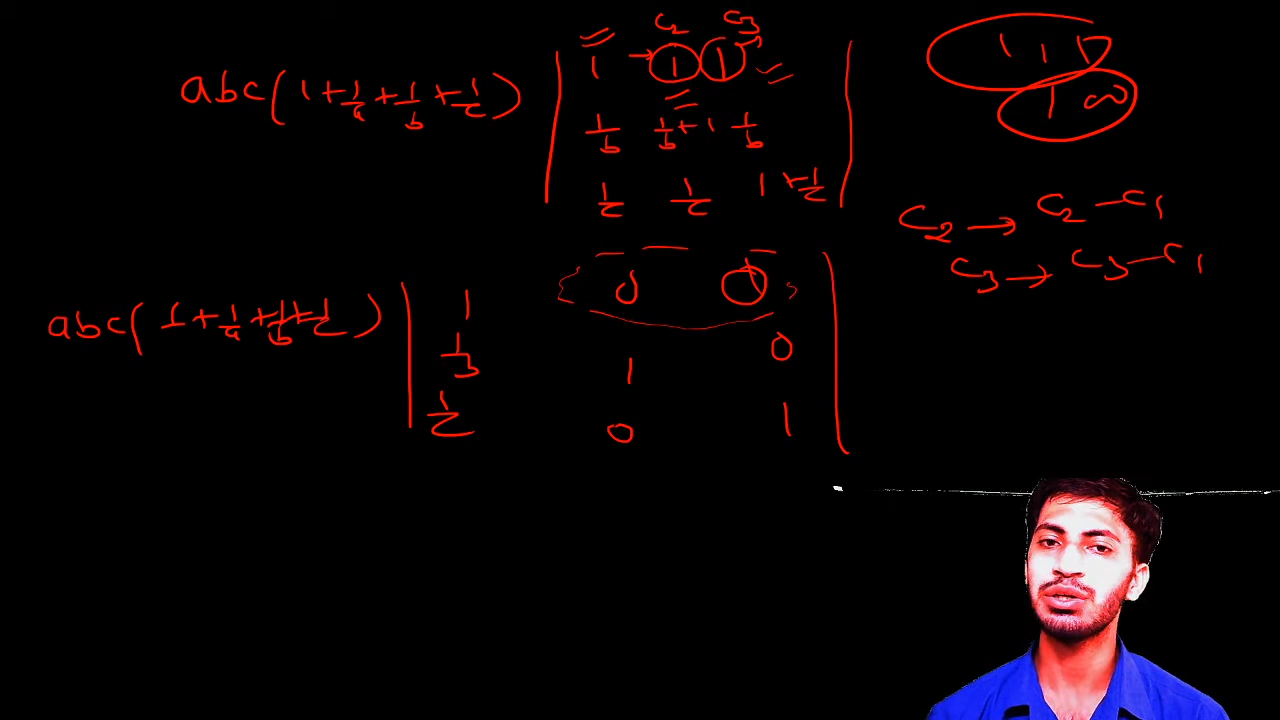 C2 C3
1 → 1 1 1 1 1
abc(1 + 1/a + 1/b + 1/c) 1 ∞
1/b 1/b + 1 1/b
1/c 1/c 1 + 1/c
C2 → C2 - C1
C3 → C3 - C1
abc(1 + 1/a + 1/b + 1/c) 1 0 0
1/b 1 0
1/c 0 1